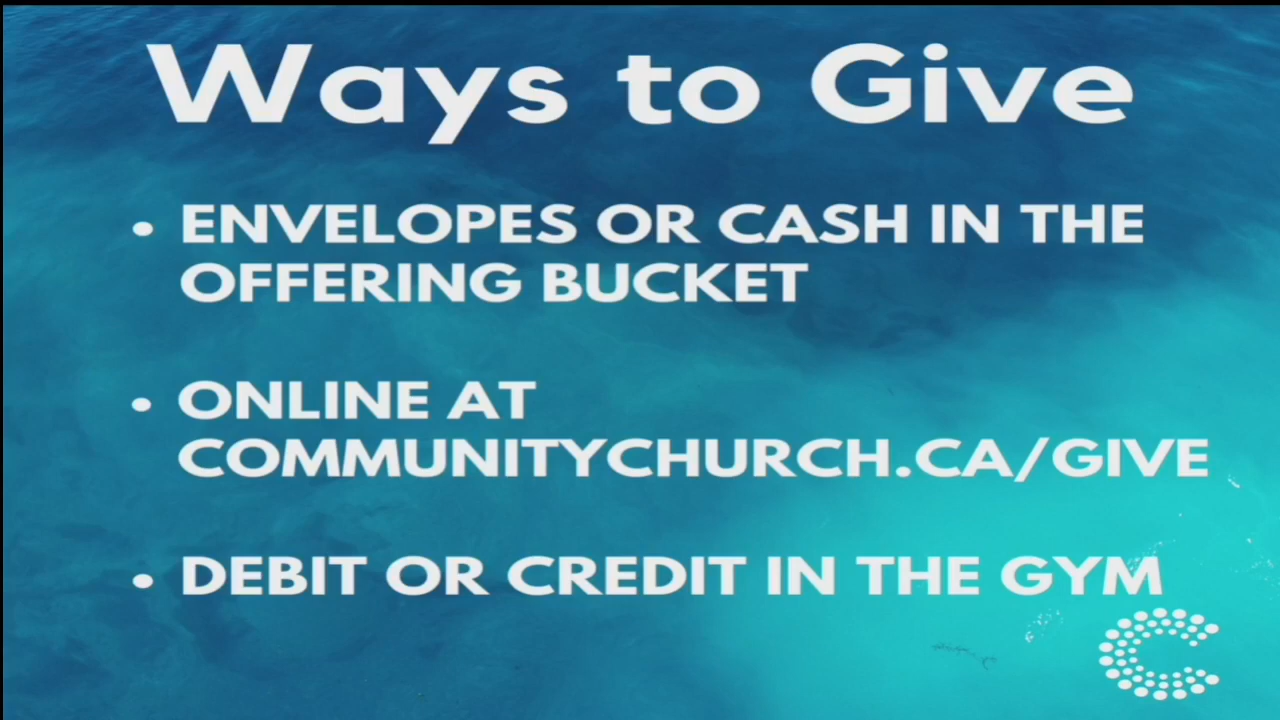 Ways to Give
• ENVELOPES OR CASH IN THE
OFFERING BUCKET
• ONLINE AT
COMMUNITYCHURCH.CA/GIVE
• DEBIT OR CREDIT IN THE GYM